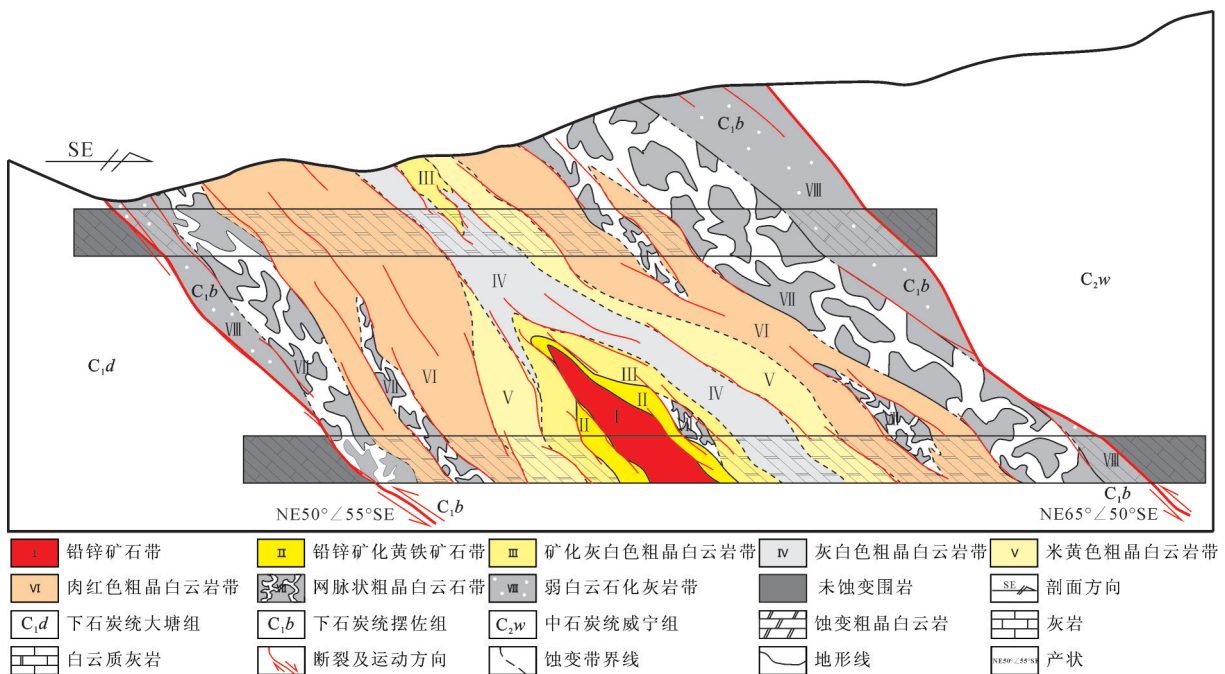 SE
C₁b
Ⅷ
Ⅲ
Ⅳ
C₁b
C₁b
Ⅶ
C₂w
Ⅷ
Ⅵ
C₁d
Ⅶ
Ⅶ
Ⅵ
Ⅴ
Ⅲ
Ⅱ
Ⅰ
Ⅱ
Ⅳ
Ⅴ
Ⅶ
Ⅷ
NE50°∠55°SE
C₁b
NE65°∠50°SE
C₁b
Ⅰ 铅锌矿石带 Ⅱ 铅锌矿化黄铁矿石带 Ⅲ 矿化灰白色粗晶白云岩带 Ⅳ 灰白色粗晶白云岩带 Ⅴ 米黄色粗晶白云岩带
Ⅵ 肉红色粗晶白云岩带 Ⅶ 网脉状粗晶白云石带 Ⅷ 弱白云石化灰岩带 未蚀变围岩 SE 剖面方向
C₁d 下石炭统大塘组 C₁b 下石炭统摆佐组 C₂w 中石炭统威宁组 蚀变粗晶白云岩 灰岩
白云质灰岩 断裂及运动方向 蚀变带界线 地形线 NE50°∠55°SE 产状